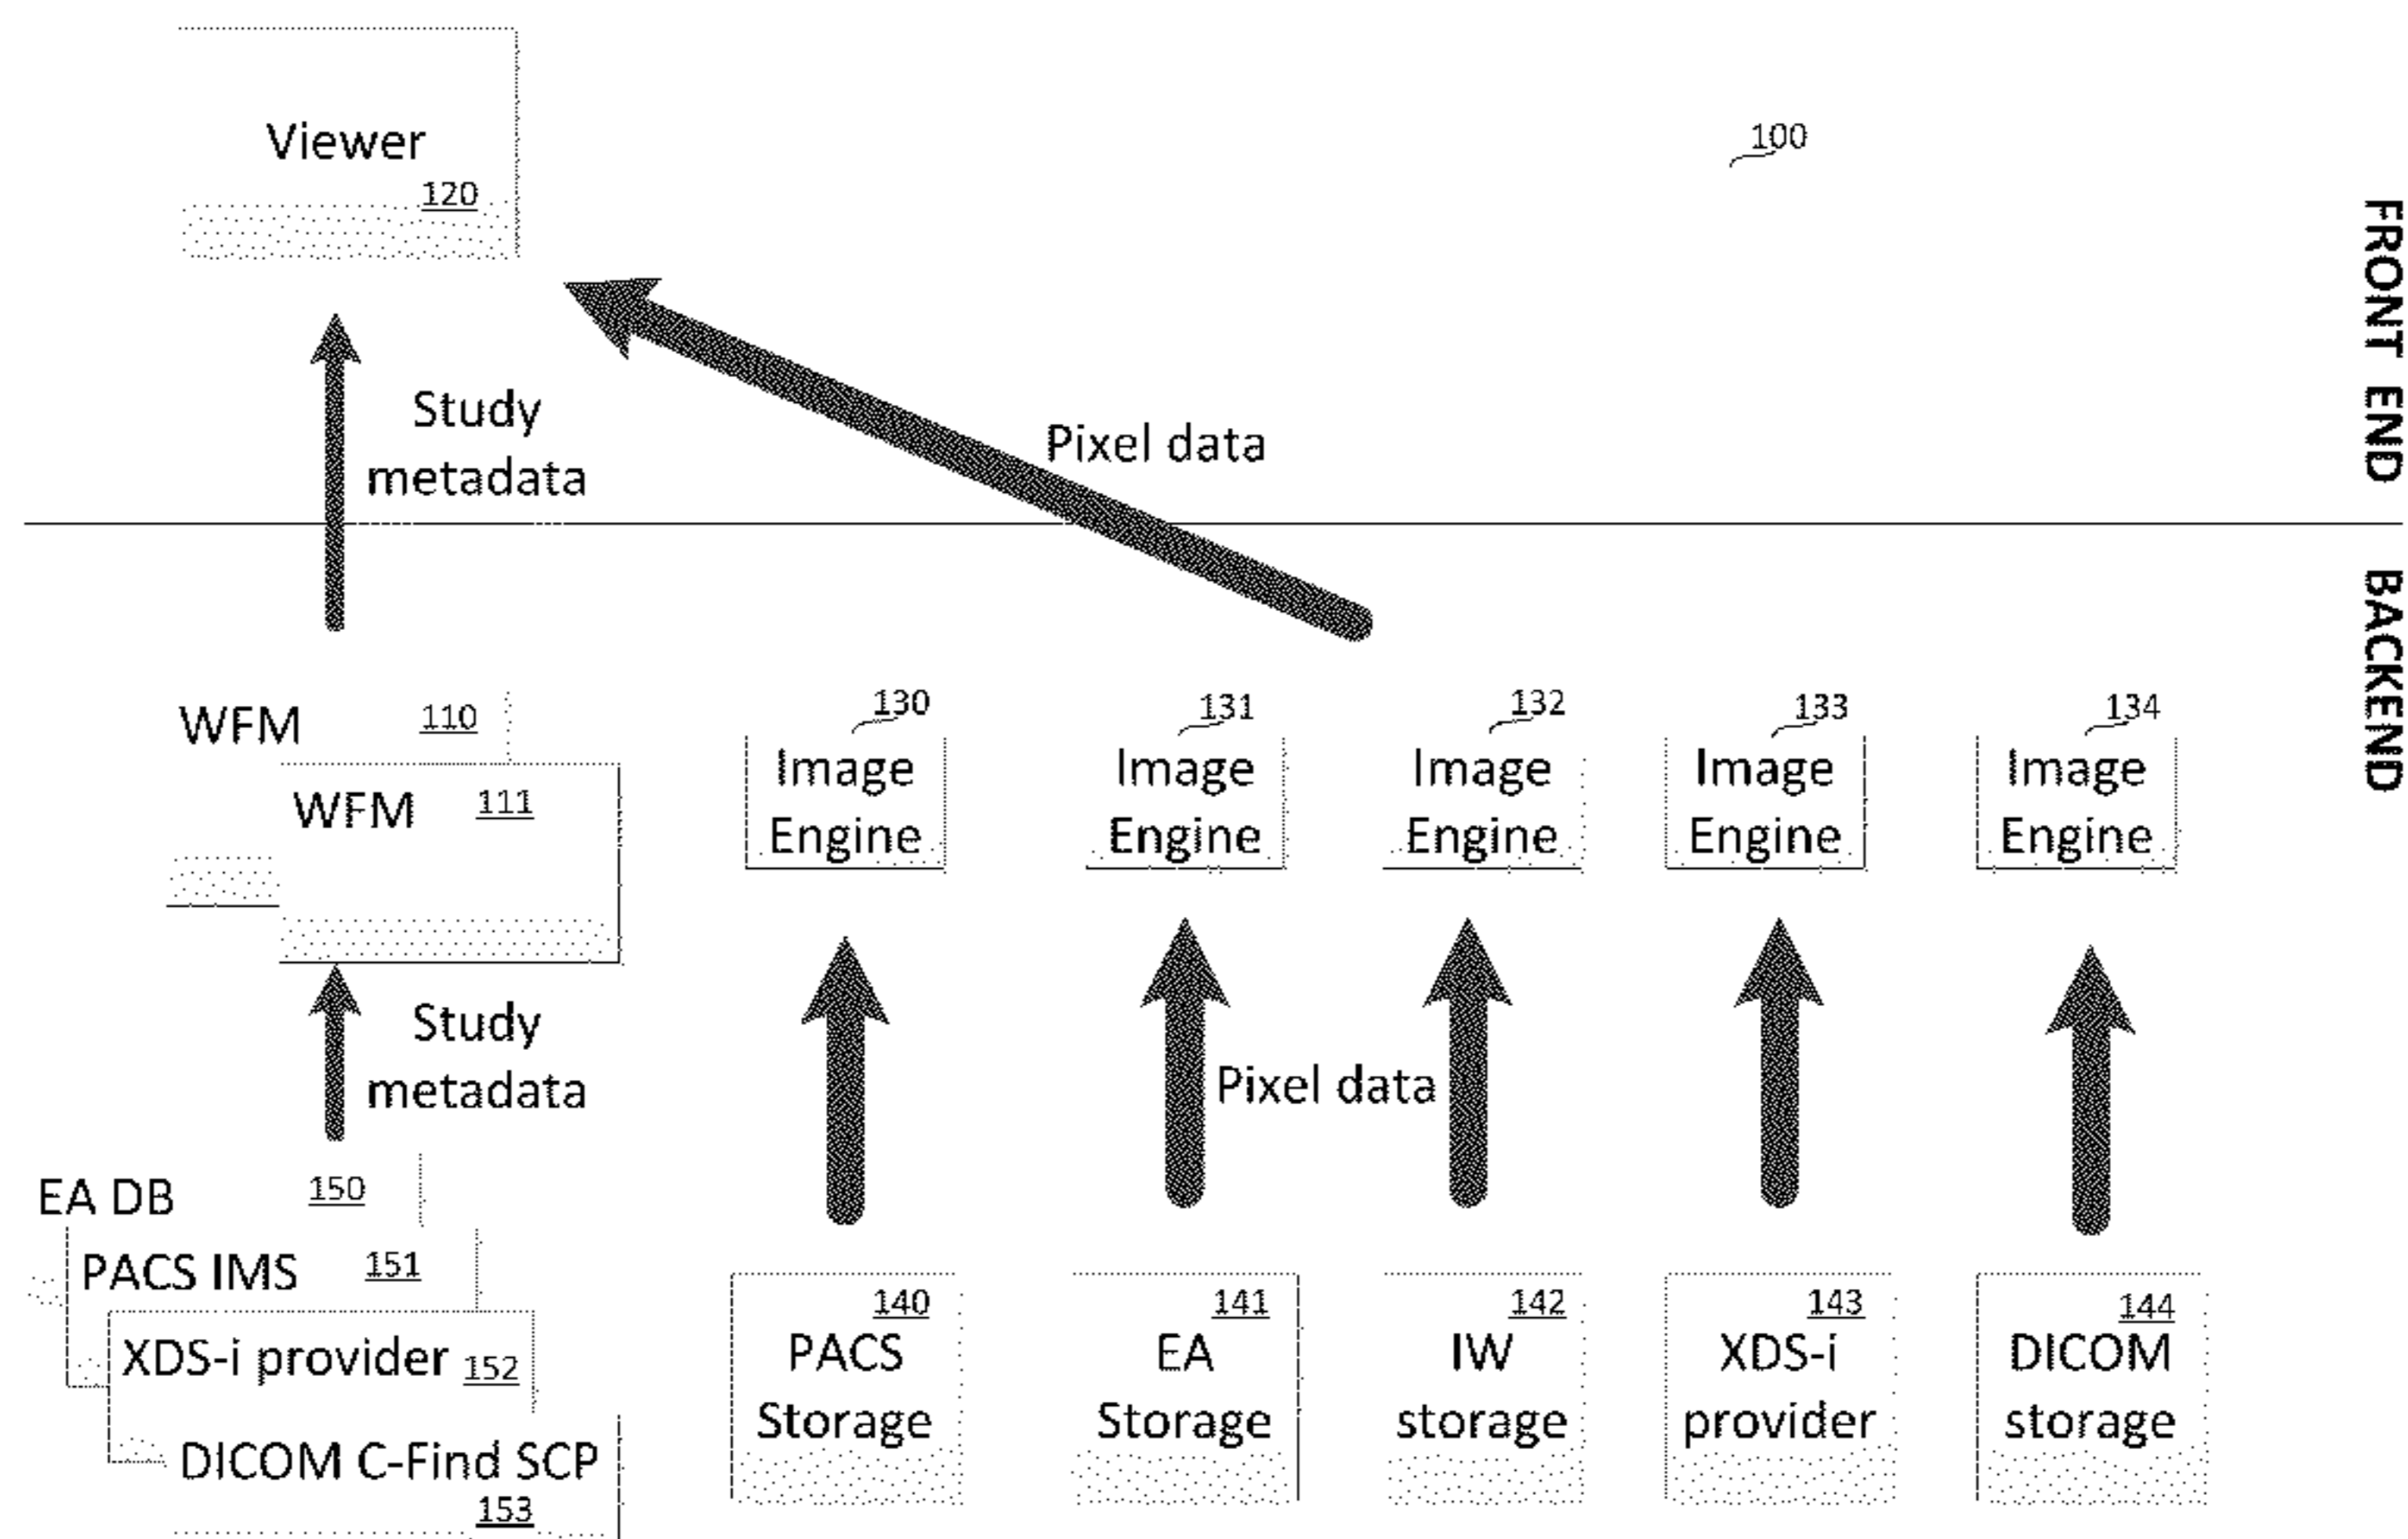 Viewer
120
100
FRONT END
Study
metadata
Pixel data
BACKEND
WFM 110
WFM 111
130
Image
Engine
131
Image
Engine
132
Image
Engine
133
Image
Engine
134
Image
Engine
Study
metadata
Pixel data
EA DB 150
PACS IMS 151
XDS-i provider 152
DICOM C-Find SCP
153
140
PACS
Storage
141
EA
Storage
142
IW
storage
143
XDS-i
provider
144
DICOM
storage